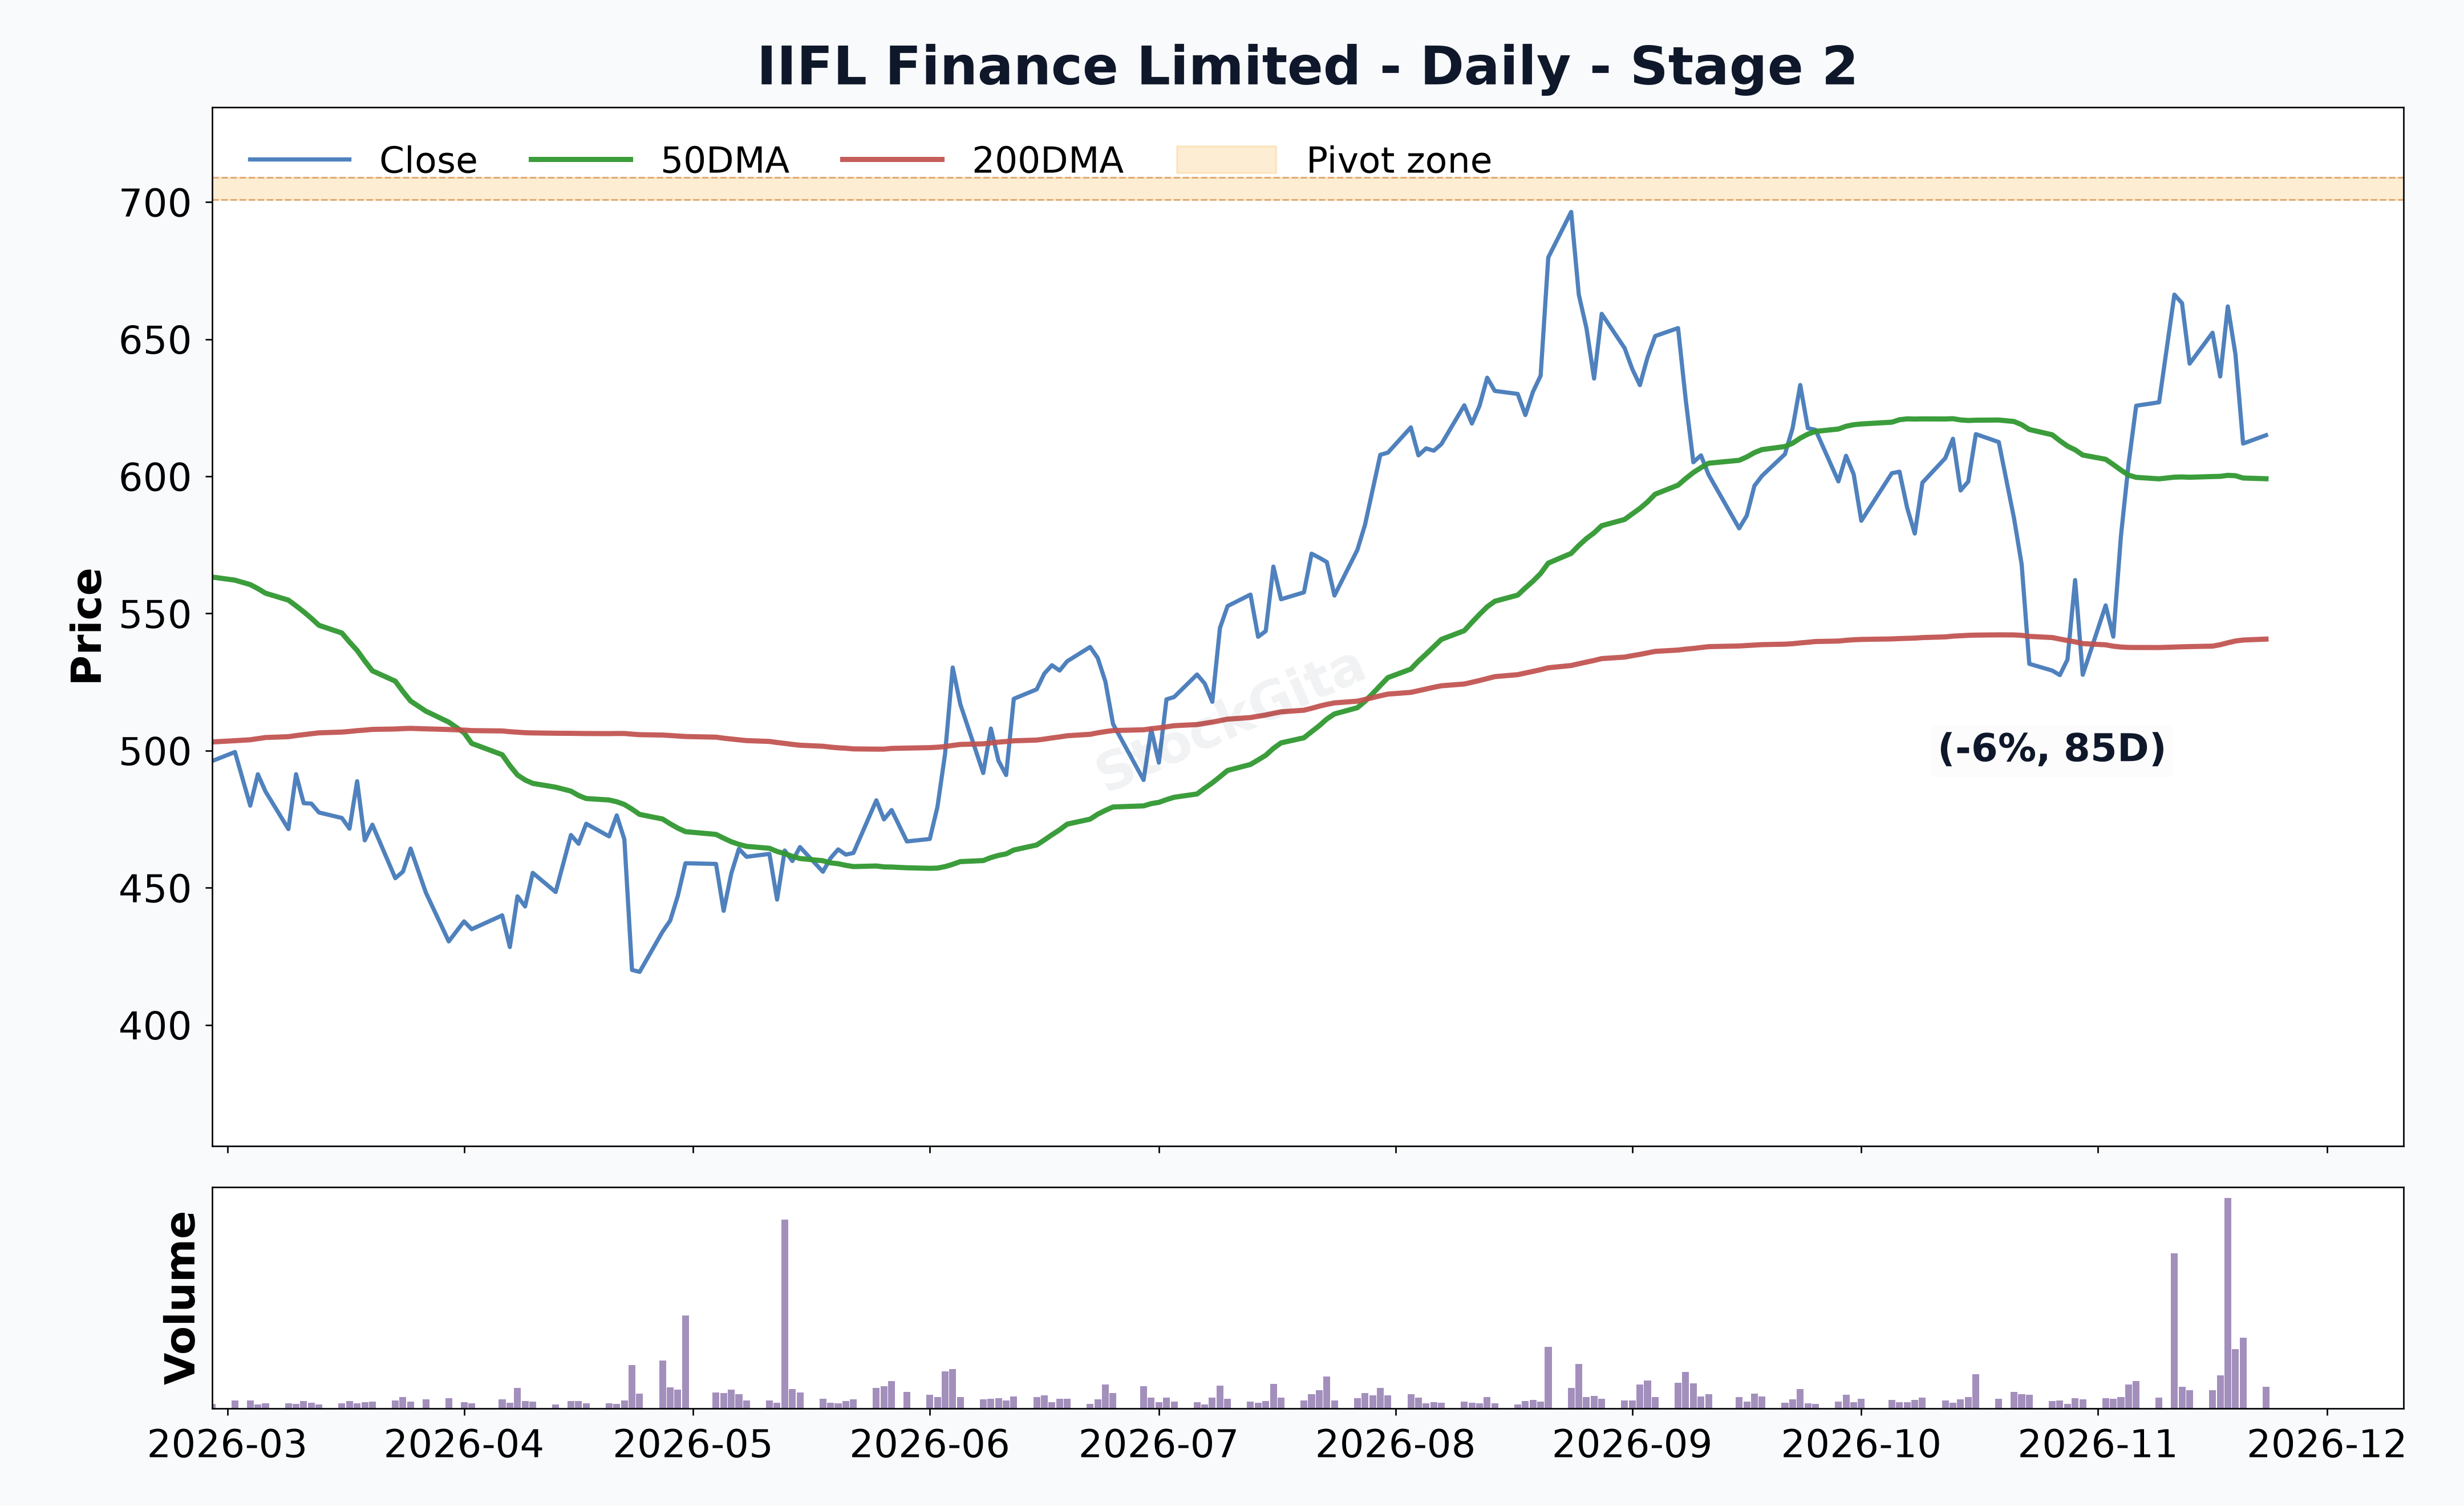 IIFL Finance Limited - Daily - Stage 2
Close 50DMA 200DMA Pivot zone
700
650
600
550
500
450
400
Price
StockGita
(-6%, 85D)
Volume
2026-03 2026-04 2026-05 2026-06 2026-07 2026-08 2026-09 2026-10 2026-11 2026-12